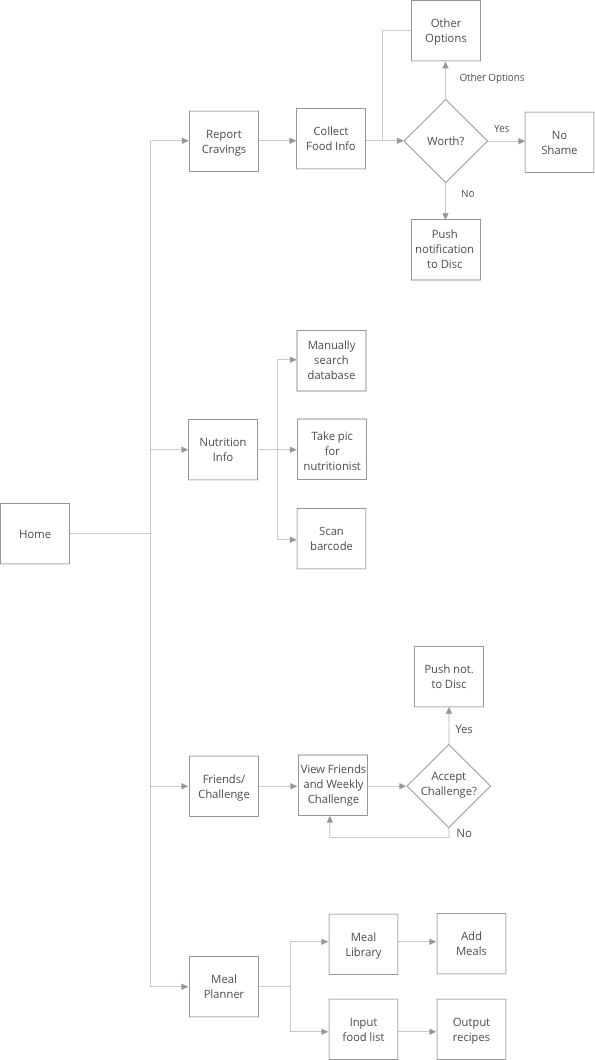 Other
Options
Other Options
Report
Cravings
Collect
Food Info
Worth?
Yes
No
Shame
No
Push
notification
to Disc
Manually
search
database
Nutrition
Info
Take pic
for
nutritionist
Scan
barcode
Home
Push not.
to Disc
Yes
Friends/
Challenge
View Friends
and Weekly
Challenge
Accept
Challenge?
No
Meal
Library
Add
Meals
Meal
Planner
Input
food list
Output
recipes